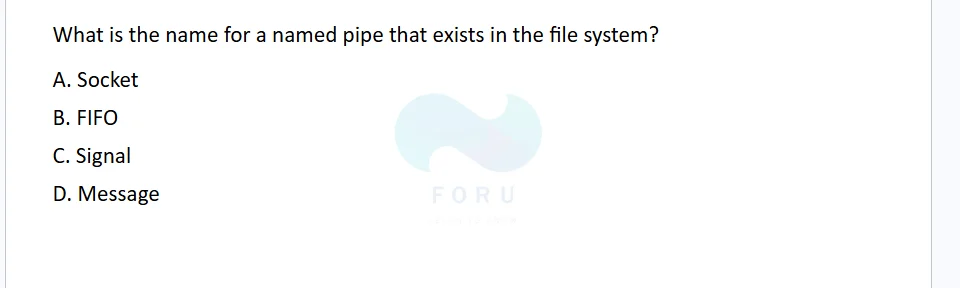 What is the name for a named pipe that exists in the file system?
A. Socket
B. FIFO
C. Signal
D. Message
FORU